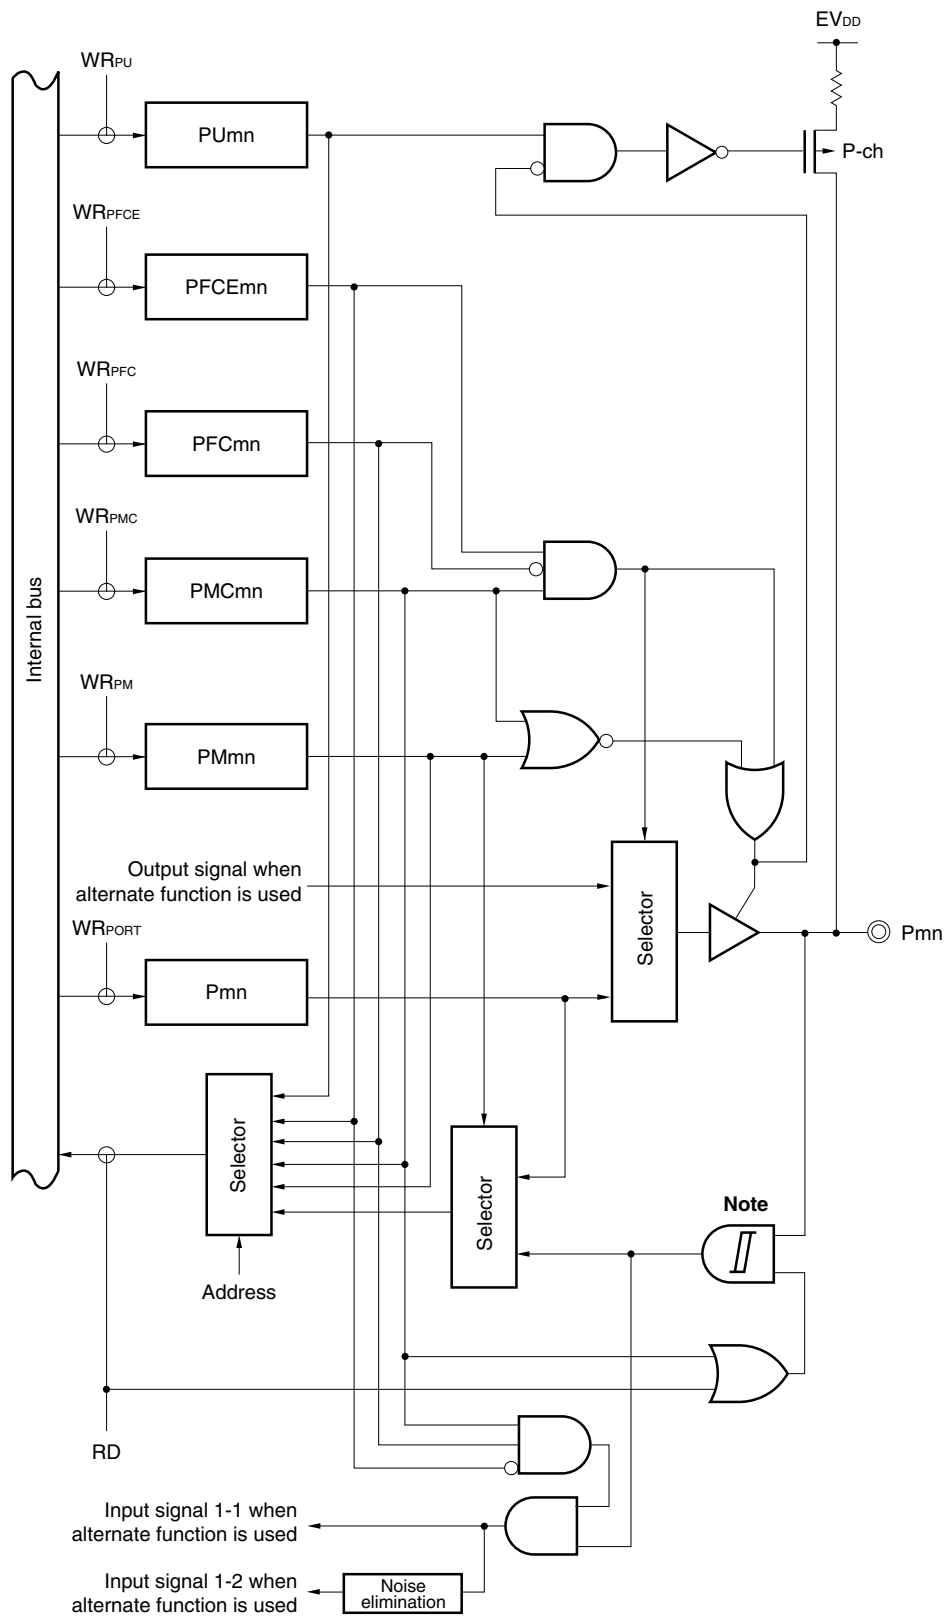 EVDD
WRPU
PUmn
P-ch
WRPFCE
PFCEmn
WRPFC
PFCmn
WRPMC
PMCmn
Internal bus
WRPM
PMmn
Output signal when
alternate function is used
Selector
WRPORT
Pmn
Pmn
Selector
Selector
Note
Address
RD
Input signal 1-1 when
alternate function is used
Input signal 1-2 when
alternate function is used
Noise
elimination